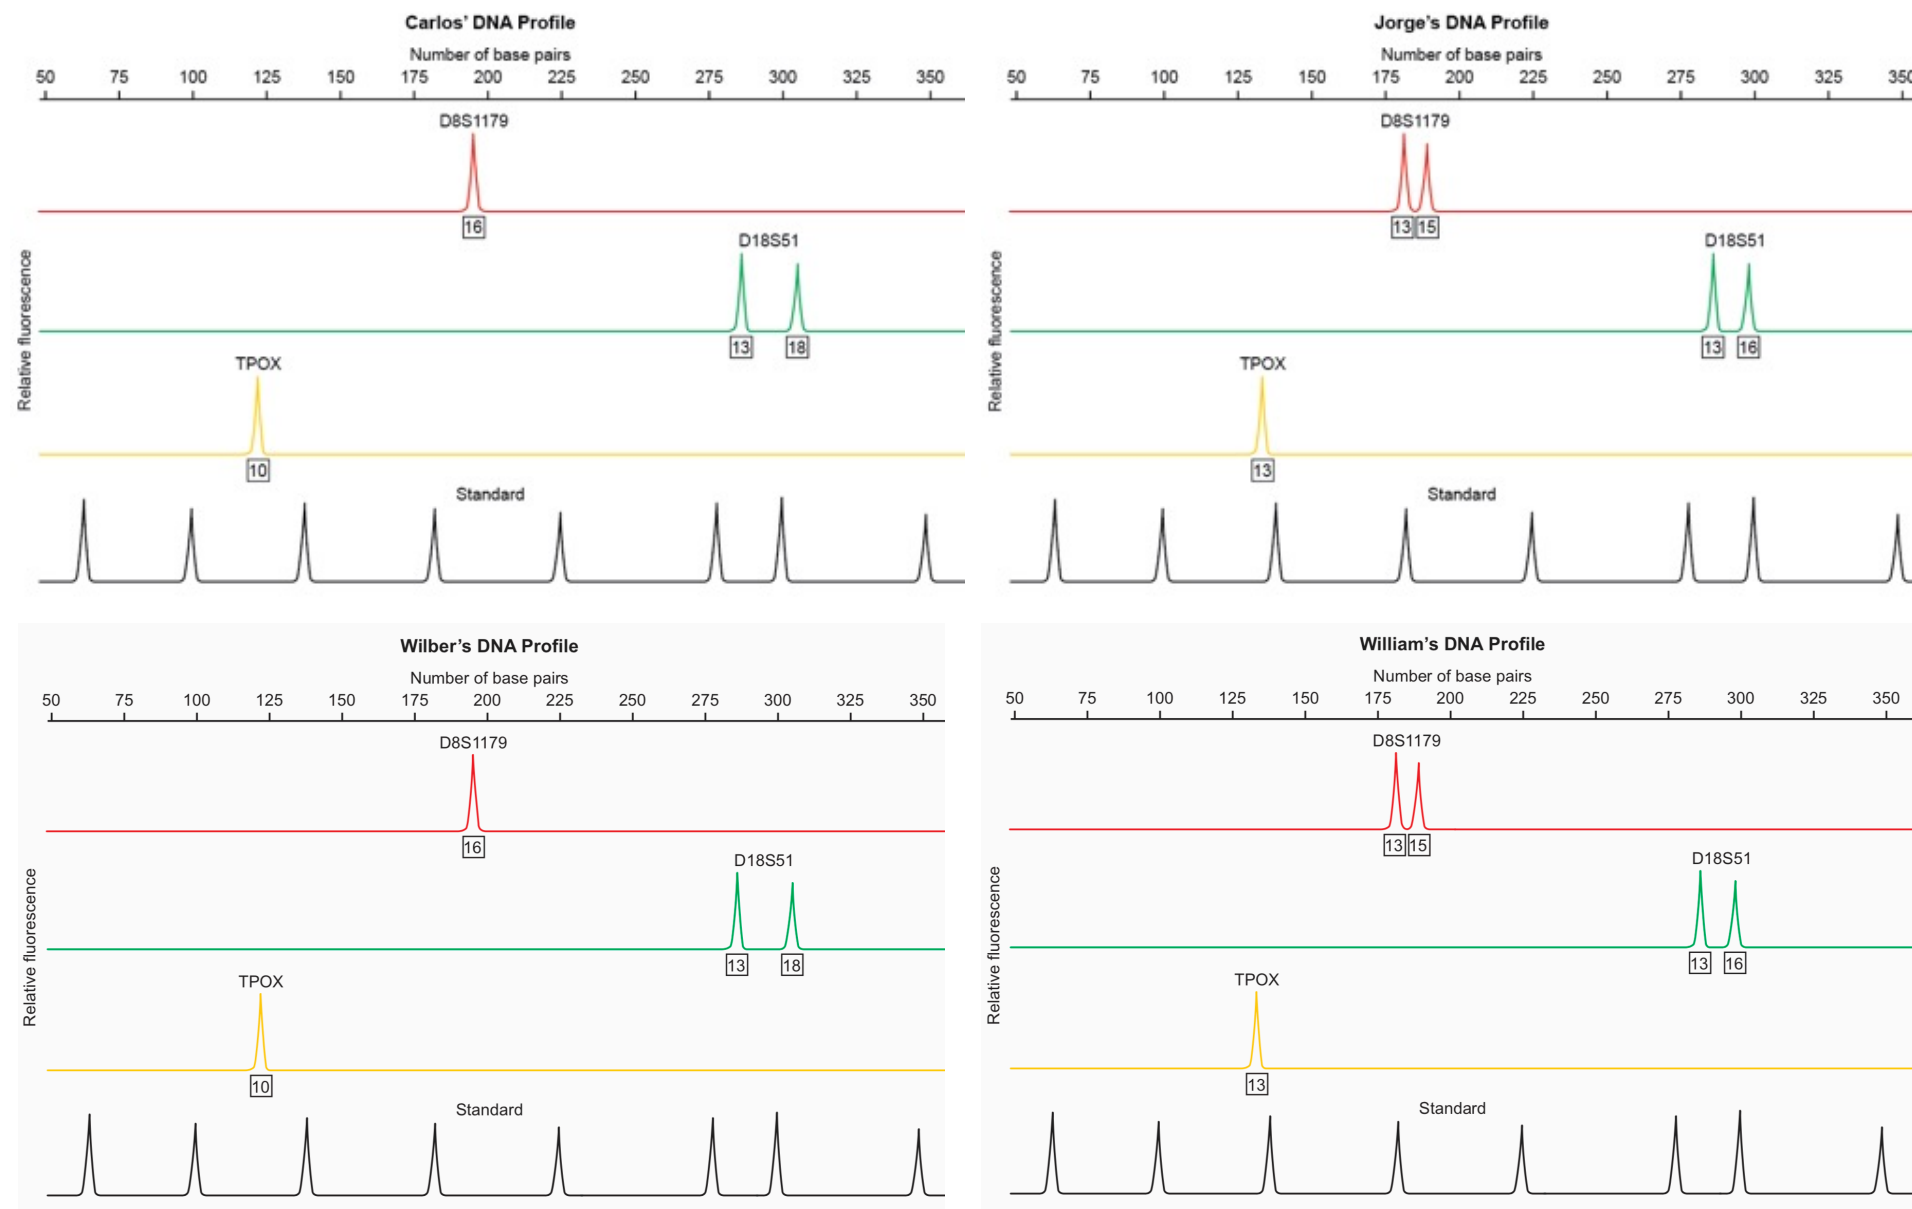 Carlos’ DNA Profile
Number of base pairs
50 75 100 125 150 175 200 225 250 275 300 325 350
D8S1179
16
D18S51
13 18
TPOX
10
Standard
Relative fluorescence
Jorge’s DNA Profile
Number of base pairs
50 75 100 125 150 175 200 225 250 275 300 325 350
D8S1179
13 15
D18S51
13 16
TPOX
13
Standard
Relative fluorescence
Wilber’s DNA Profile
Number of base pairs
50 75 100 125 150 175 200 225 250 275 300 325 350
D8S1179
16
D18S51
13 18
TPOX
10
Standard
Relative fluorescence
William’s DNA Profile
Number of base pairs
50 75 100 125 150 175 200 225 250 275 300 325 350
D8S1179
13 15
D18S51
13 16
TPOX
13
Standard
Relative fluorescence